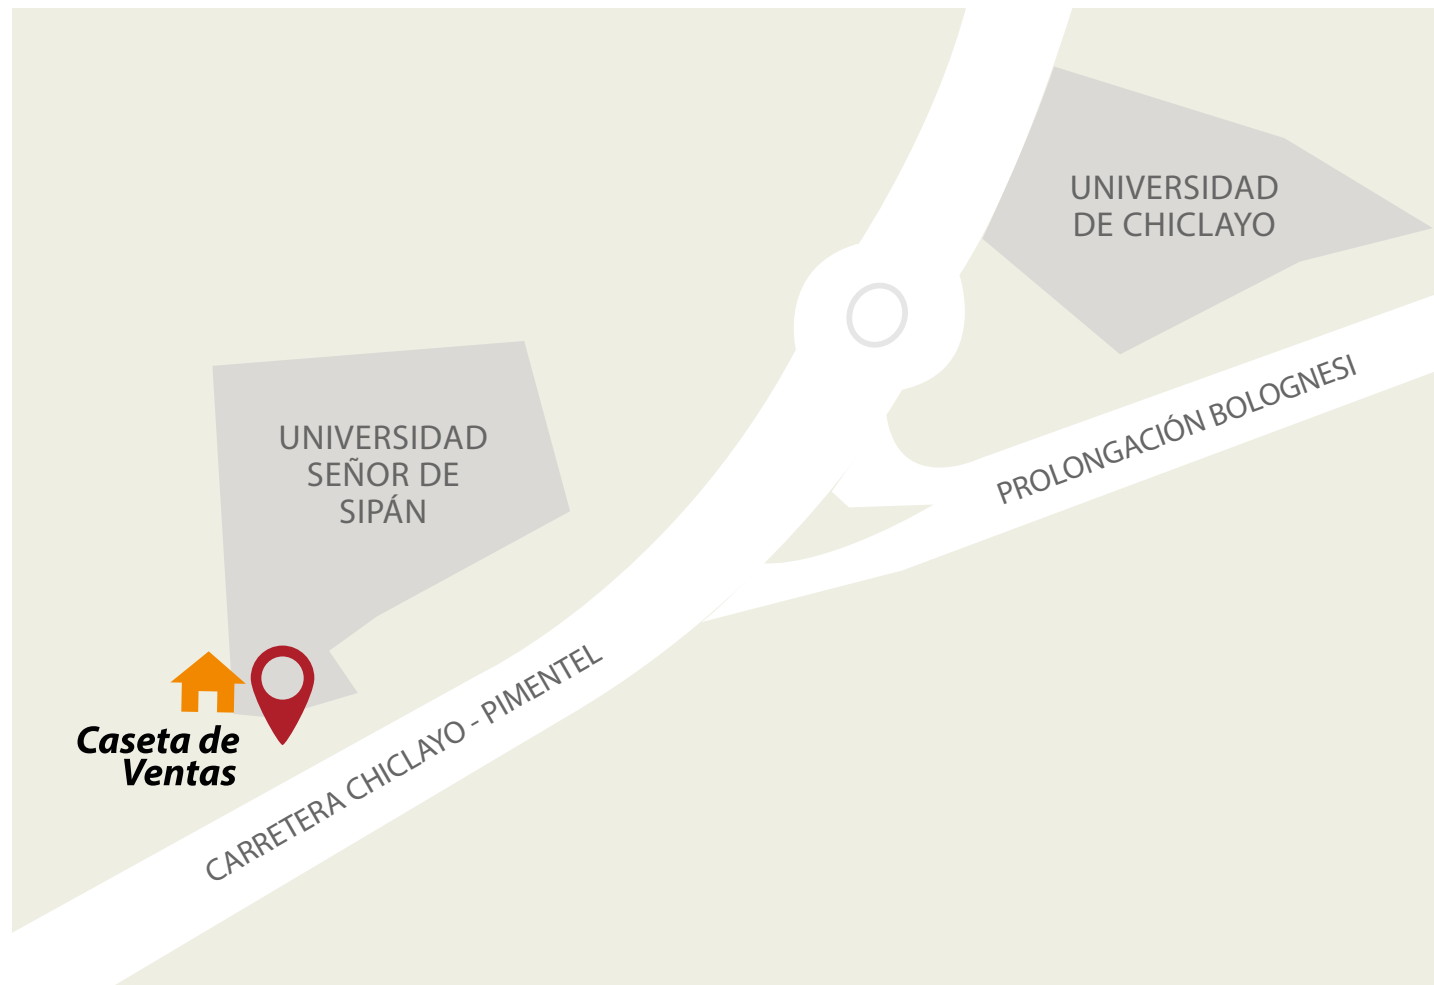 UNIVERSIDAD
DE CHICLAYO
PROLONGACIÓN BOLOGNESI
UNIVERSIDAD
SEÑOR DE
SIPÁN
Caseta de
Ventas
CARRETERA CHICLAYO - PIMENTEL